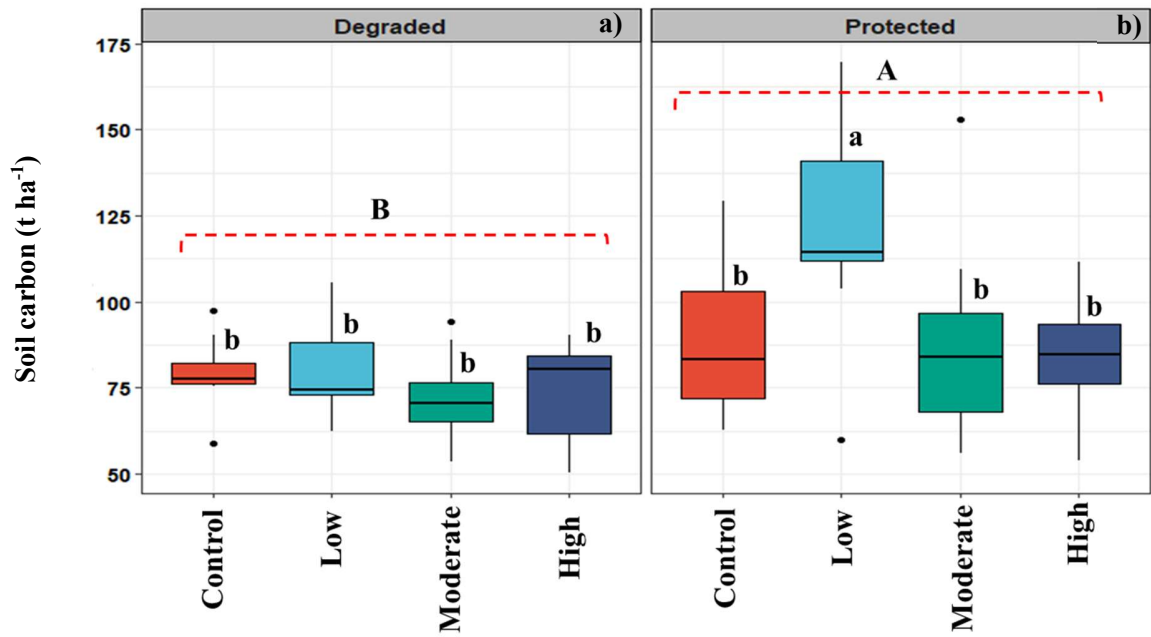 Degraded a)
Protected b)
Soil carbon (t ha⁻¹)
175
150
125
100
75
50
B
b
b
b
b
A
b
a
b
b
Control
Low
Moderate
High
Control
Low
Moderate
High